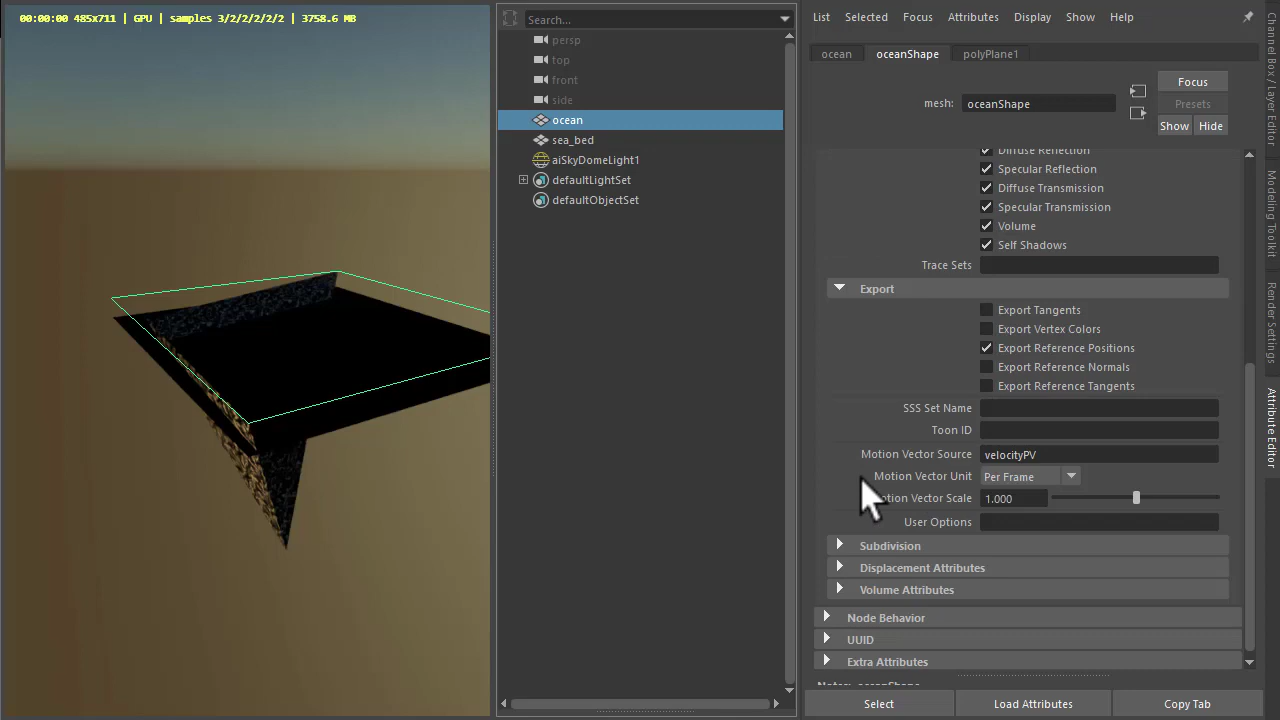 00:00:00 485x711 | GPU | samples 3/2/2/2/2/2 | 3758.6 MB
Search...
persp
top
front
side
ocean
sea_bed
aiSkyDomeLight1
defaultLightSet
defaultObjectSet
List Selected Focus Attributes Display Show Help
ocean oceanShape polyPlane1
Focus
mesh: oceanShape
Presets
Show Hide
Diffuse Reflection
Specular Reflection
Diffuse Transmission
Specular Transmission
Volume
Self Shadows
Trace Sets
Export
Export Tangents
Export Vertex Colors
Export Reference Positions
Export Reference Normals
Export Reference Tangents
SSS Set Name
Toon ID
Motion Vector Source velocityPV
Motion Vector Unit Per Frame
otion Vector Scale 1.000
User Options
Subdivision
Displacement Attributes
Volume Attributes
Node Behavior
UUID
Extra Attributes
Select Load Attributes Copy Tab
Channel Box / Layer Editor
Modeling Toolkit
Render Settings
Attribute Editor